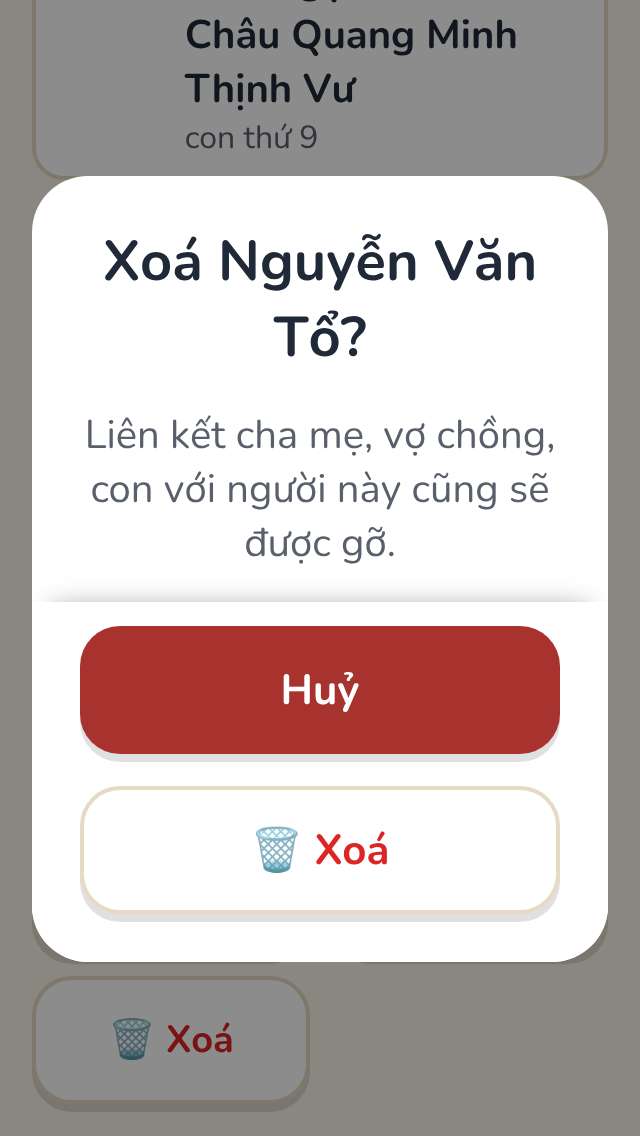 Châu Quang Minh
Thịnh Vư
con thứ 9
Xoá Nguyễn Văn
Tổ?
Liên kết cha mẹ, vợ chồng,
con với người này cũng sẽ
được gỡ.
Huỷ
🗑️ Xoá
🗑️ Xoá